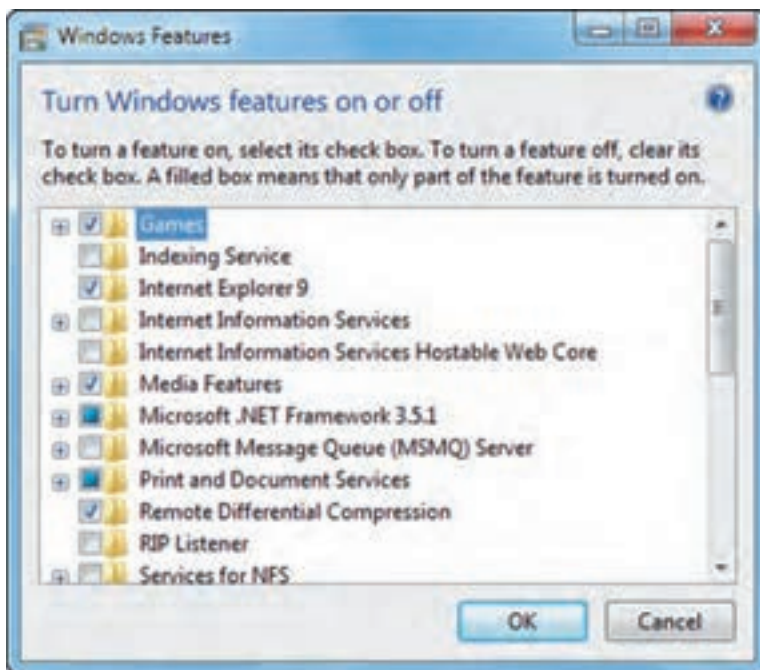 Windows Features
Turn Windows features on or off
To turn a feature on, select its check box. To turn a feature off, clear its
check box. A filled box means that only part of the feature is turned on.
Games
Indexing Service
Internet Explorer 9
Internet Information Services
Internet Information Services Hostable Web Core
Media Features
Microsoft .NET Framework 3.5.1
Microsoft Message Queue (MSMQ) Server
Print and Document Services
Remote Differential Compression
RIP Listener
Services for NFS
OK Cancel